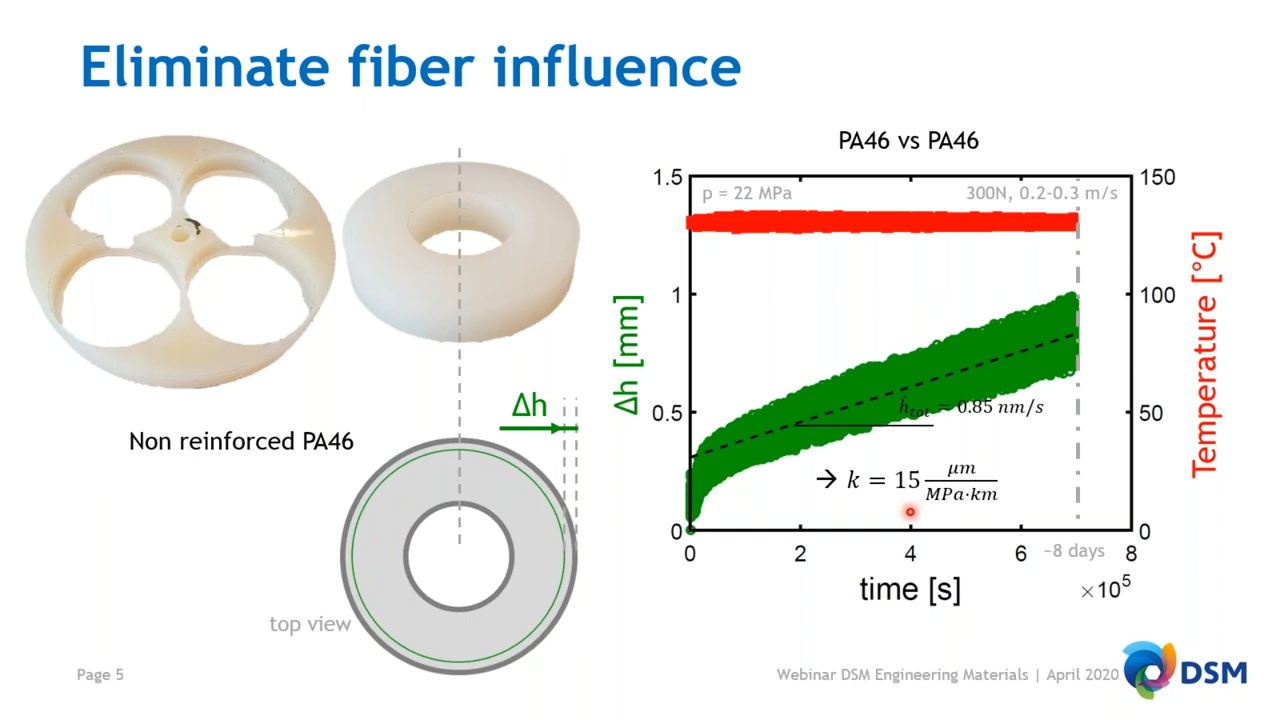 Eliminate fiber influence
Non reinforced PA46
Δh
top view
PA46 vs PA46
p = 22 MPa
300N, 0.2-0.3 m/s
1.5
1
0.5
0
Δh [mm]
150
100
50
0
Temperature [°C]
ḣtot = 0.85 nm/s
→ k = 15 μm/MPa·km
0 2 4 6 8
~8 days
time [s]
×10⁵
Page 5
Webinar DSM Engineering Materials | April 2020
DSM